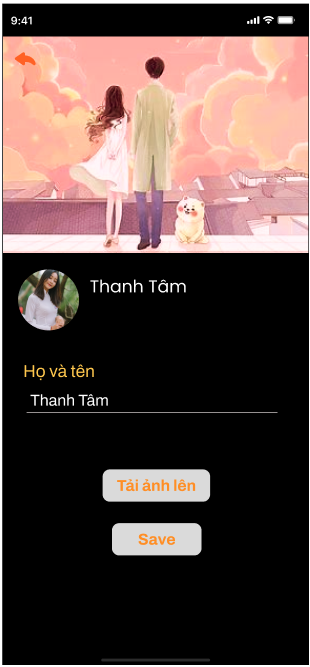 9:41
Thanh Tâm
Họ và tên
Thanh Tâm
Tải ảnh lên
Save